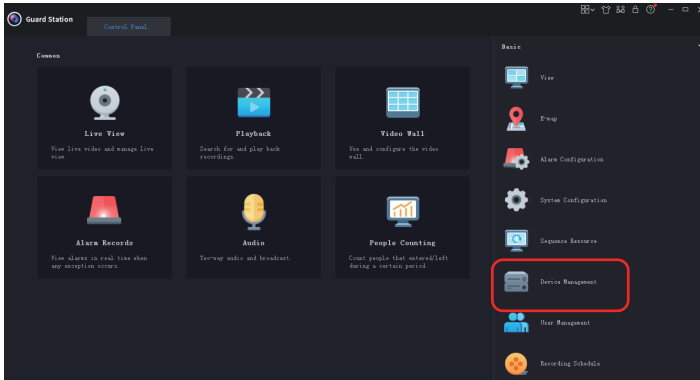 Guard Station
Control Panel
Common
Live View
View live video and manage live
view.
Playback
Search for and play back
recordings.
Video Wall
Use and configure the video
wall.
Alarm Records
View alarms in real time when
any exception occurs.
Audio
Two-way audio and broadcast.
People Counting
Count people that entered/left
during a certain period.
Basic
View
E-map
Alarm Configuration
System Configuration
Sequence Resource
Device Management
User Management
Recording Schedule